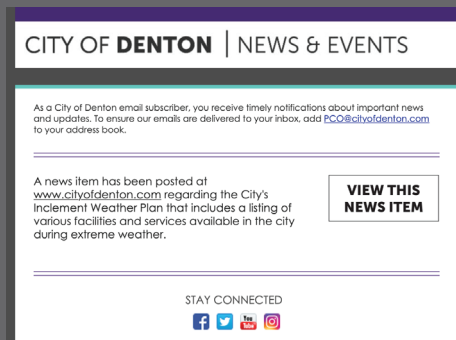 CITY OF DENTON | NEWS & EVENTS
As a City of Denton email subscriber, you receive timely notifications about important news
and updates. To ensure our emails are delivered to your inbox, add PCO@cityofdenton.com
to your address book.
A news item has been posted at
www.cityofdenton.com regarding the City's
Inclement Weather Plan that includes a listing of
various facilities and services available in the city
during extreme weather.
VIEW THIS
NEWS ITEM
STAY CONNECTED
You
Tube